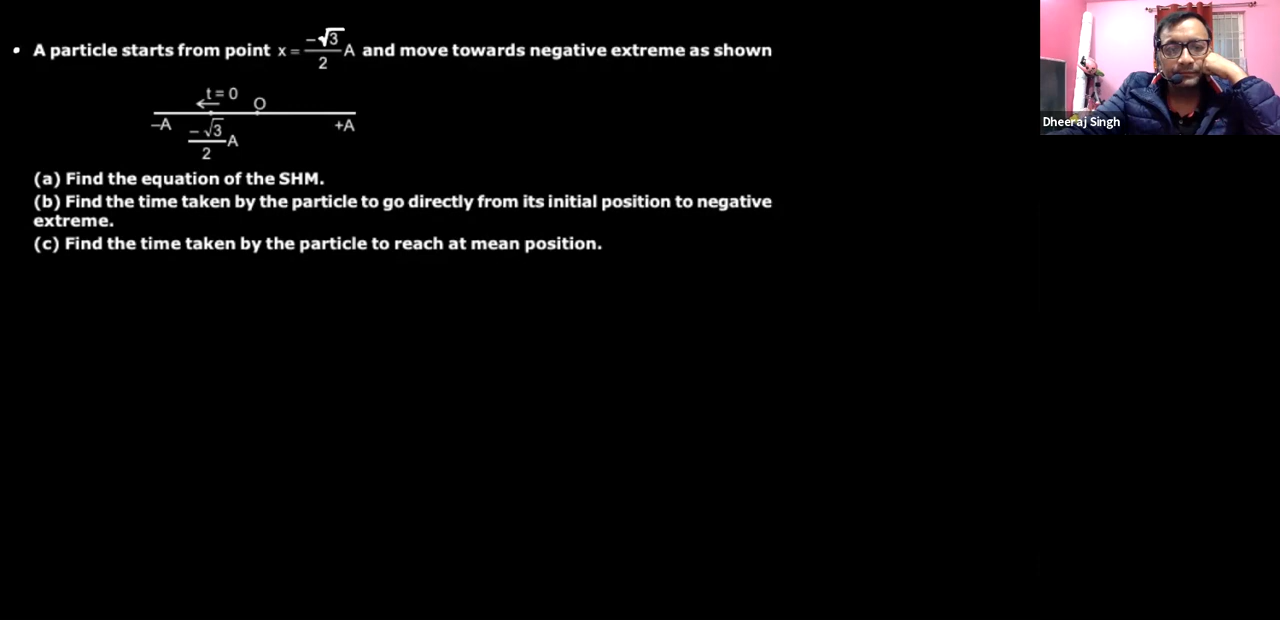 • A particle starts from point x = -√3/2 A and move towards negative extreme as shown
t = 0
O
-A
-√3/2 A
+A
(a) Find the equation of the SHM.
(b) Find the time taken by the particle to go directly from its initial position to negative
extreme.
(c) Find the time taken by the particle to reach at mean position.
Dheeraj Singh